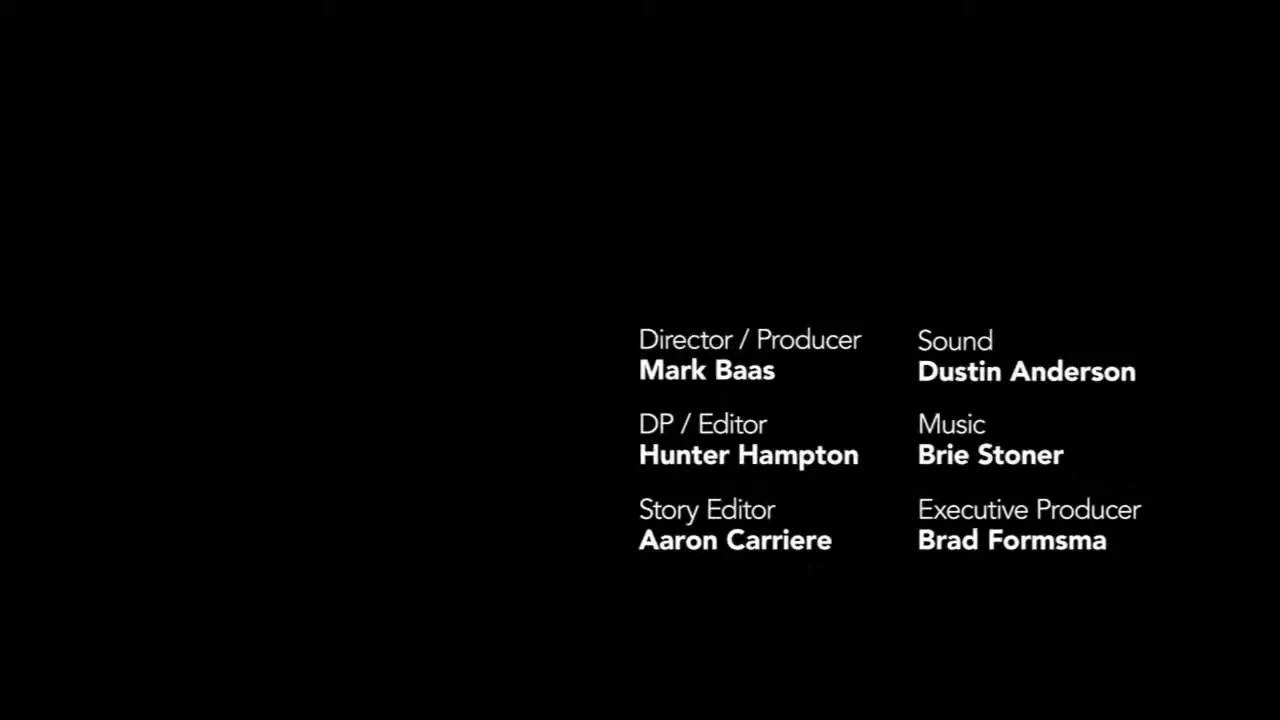 Director / Producer
Mark Baas
DP / Editor
Hunter Hampton
Story Editor
Aaron Carriere
Sound
Dustin Anderson
Music
Brie Stoner
Executive Producer
Brad Formsma